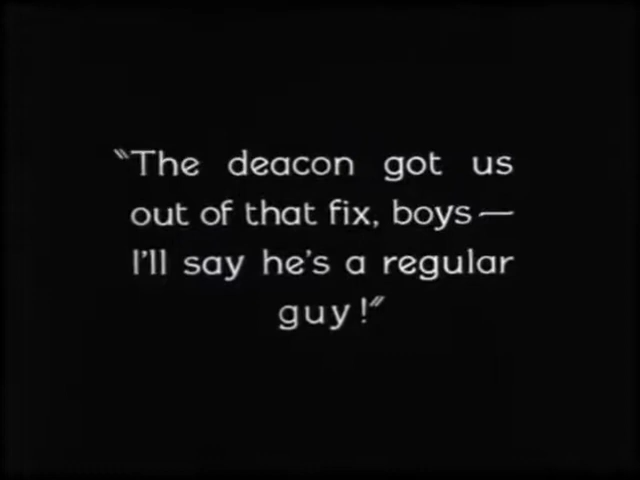 "The deacon got us
out of that fix, boys—
I'll say he's a regular
guy!"